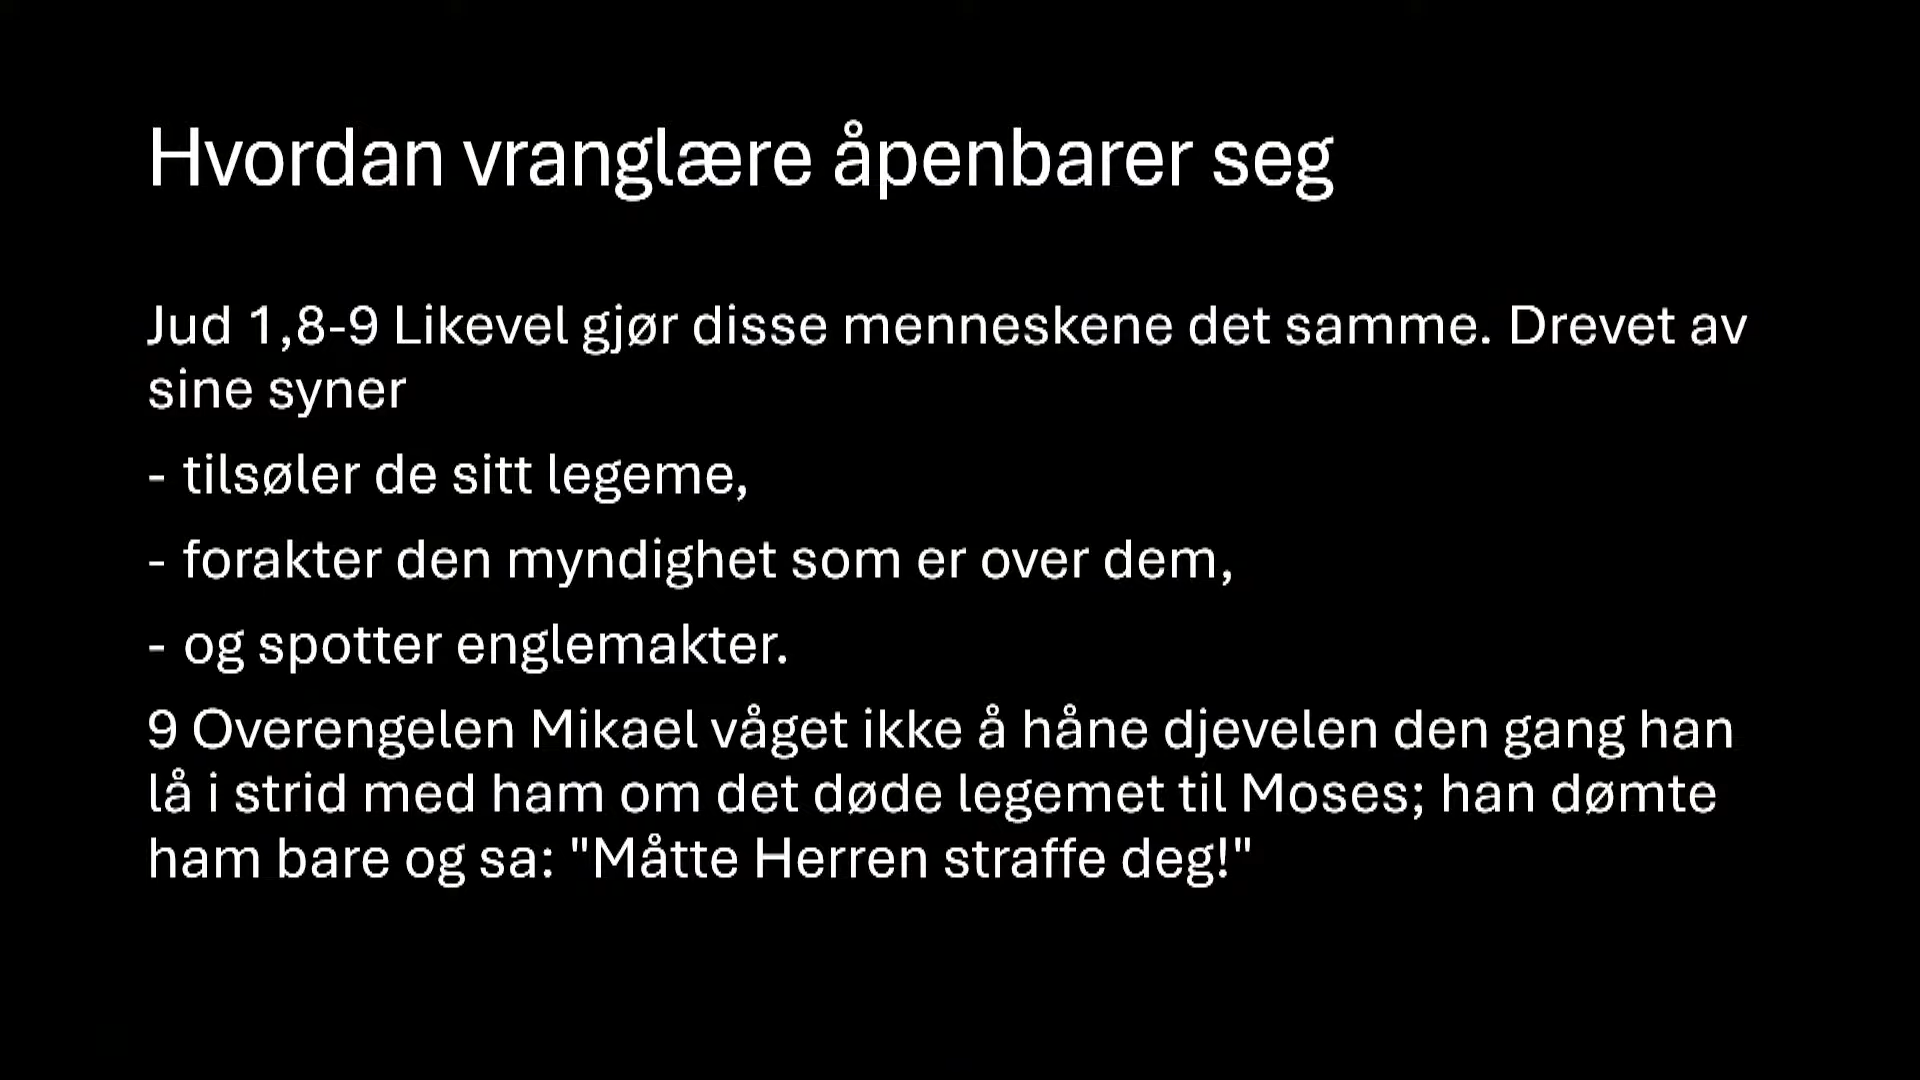 Hvordan vranglære åpenbarer seg
Jud 1,8-9 Likevel gjør disse menneskene det samme. Drevet av
sine syner
- tilsøler de sitt legeme,
- forakter den myndighet som er over dem,
- og spotter englemakter.
9 Overengelen Mikael våget ikke å håne djevelen den gang han
lå i strid med ham om det døde legemet til Moses; han dømte
ham bare og sa: "Måtte Herren straffe deg!"